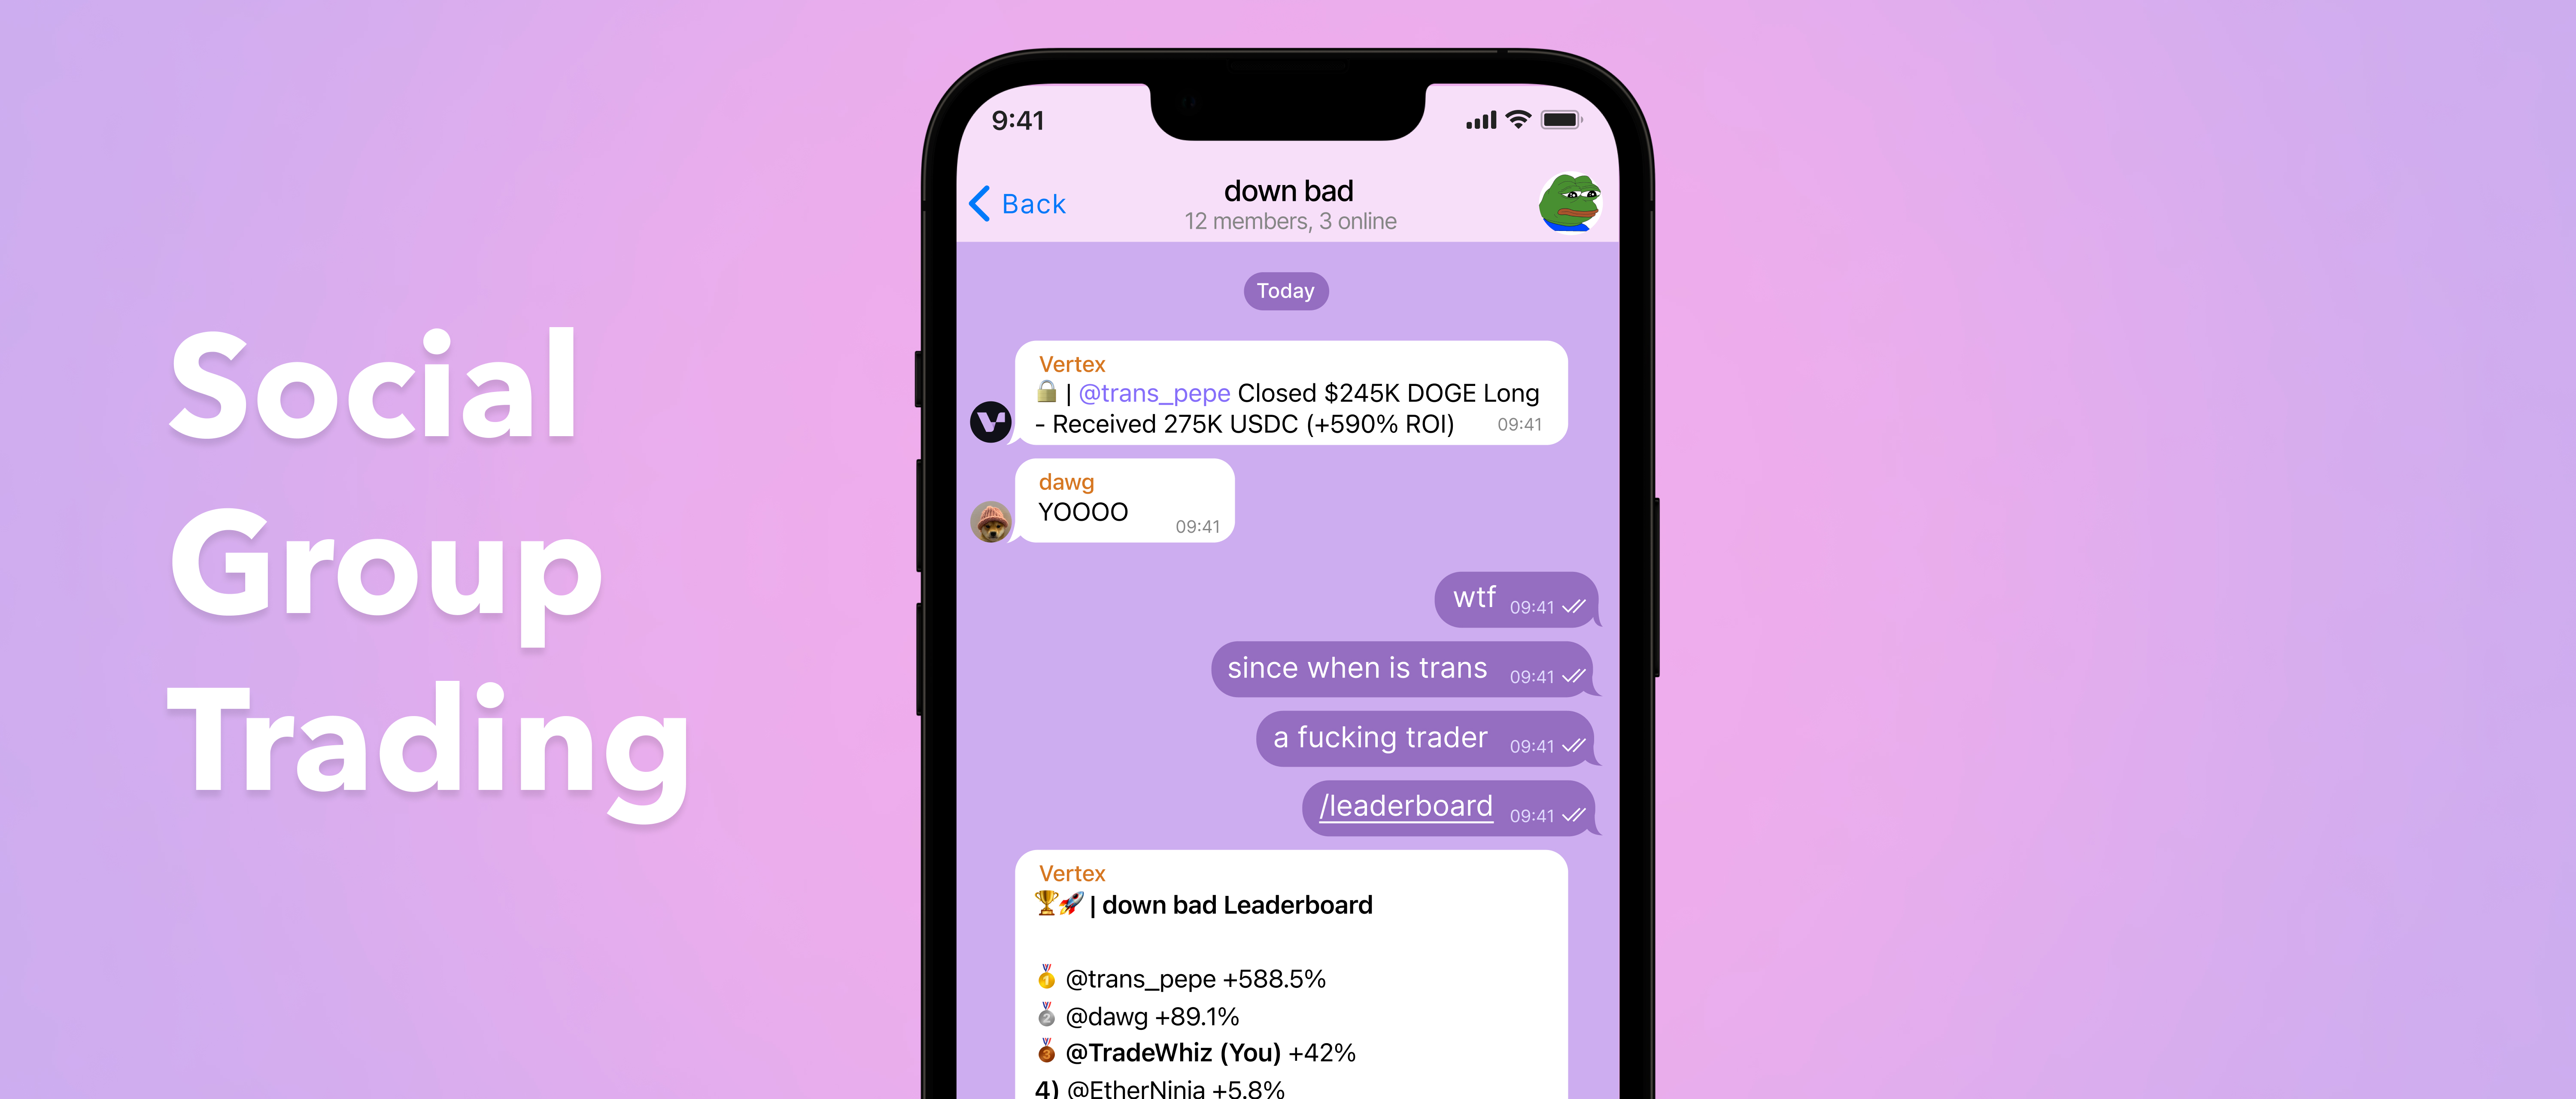 Social
Group
Trading
9:41
Back
down bad
12 members, 3 online
Today
Vertex
🔒 | @trans_pepe Closed $245K DOGE Long
- Received 275K USDC (+590% ROI) 09:41
dawg
YOOOO
09:41
wtf 09:41
since when is trans 09:41
a fucking trader 09:41
/leaderboard 09:41
Vertex
🏆🚀 | down bad Leaderboard
🥇 @trans_pepe +588.5%
🥈 @dawg +89.1%
🥉 @TradeWhiz (You) +42%
4) @EtherNinja +5.8%